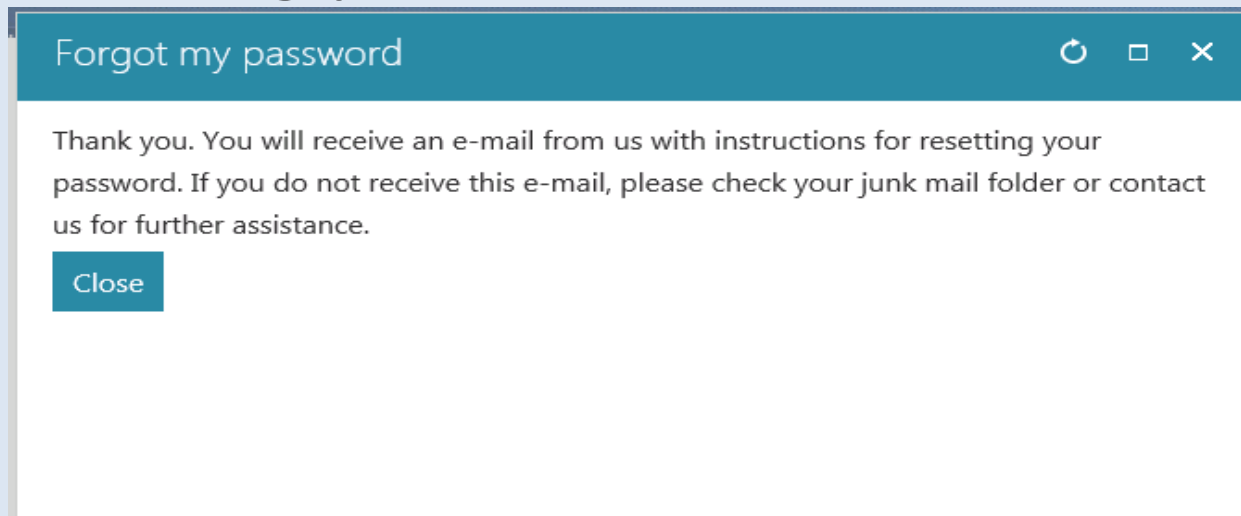 Forgot my password
Thank you. You will receive an e-mail from us with instructions for resetting your
password. If you do not receive this e-mail, please check your junk mail folder or contact
us for further assistance.
Close